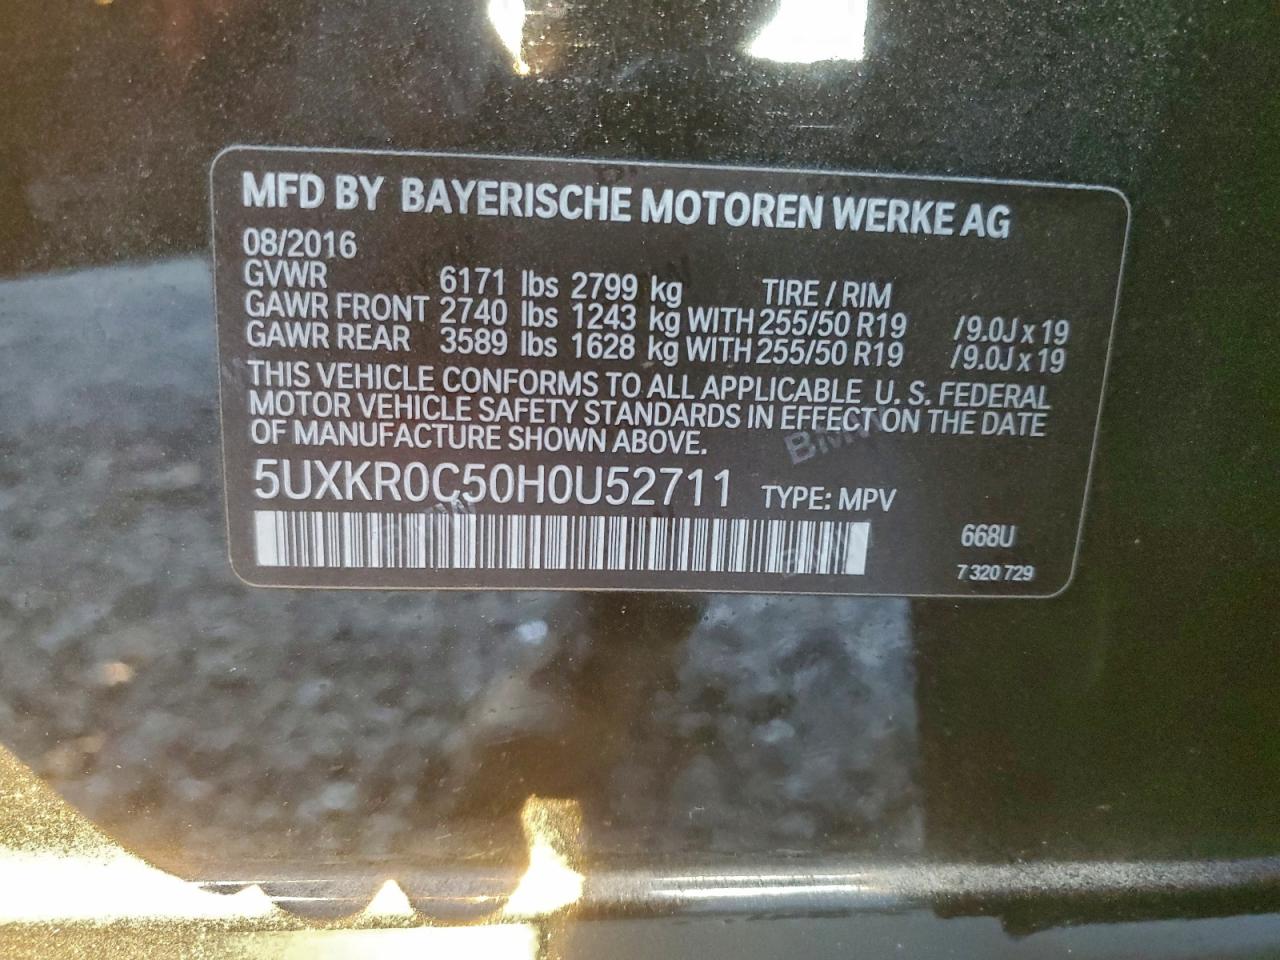 MFD BY BAYERISCHE MOTOREN WERKE AG
08/2016
GVWR 6171 lbs 2799 kg TIRE / RIM
GAWR FRONT 2740 lbs 1243 kg WITH 255/50 R19 /9.0J x 19
GAWR REAR 3589 lbs 1628 kg WITH 255/50 R19 /9.0J x 19
THIS VEHICLE CONFORMS TO ALL APPLICABLE U. S. FEDERAL
MOTOR VEHICLE SAFETY STANDARDS IN EFFECT ON THE DATE
OF MANUFACTURE SHOWN ABOVE.
5UXKR0C50H0U52711 TYPE: MPV
668U
7 320 729
BMW
BMW
BMW